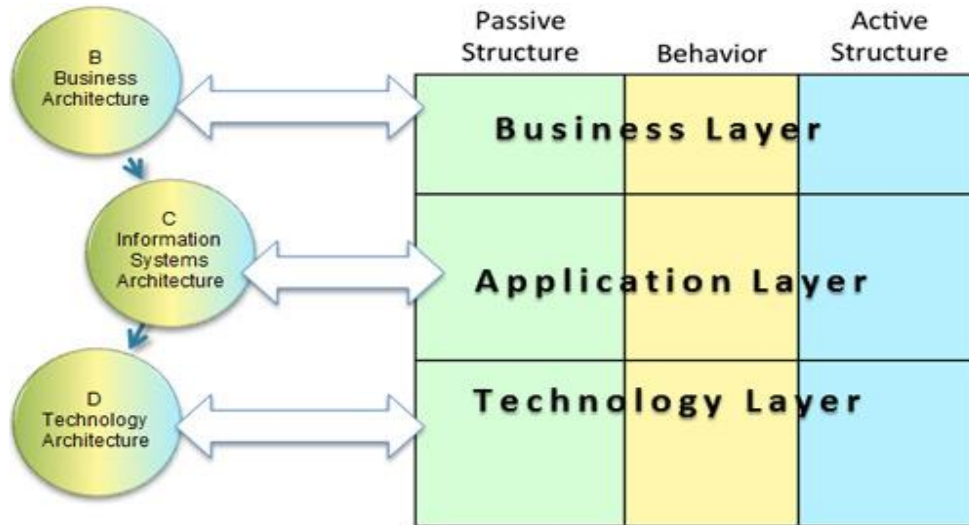 Passive
Structure
Behavior
Active
Structure
B
Business
Architecture
Business Layer
C
Information
Systems
Architecture
Application Layer
D
Technology
Architecture
Technology Layer